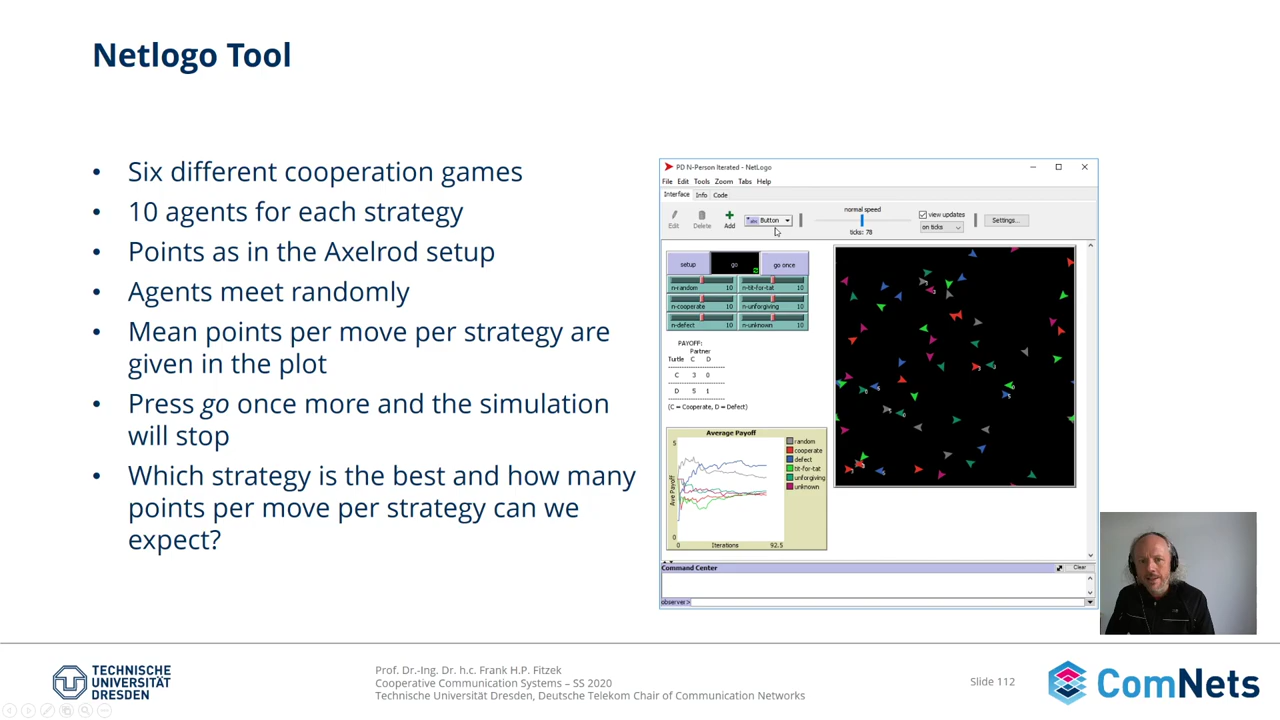 Netlogo Tool
• Six different cooperation games
• 10 agents for each strategy
• Points as in the Axelrod setup
• Agents meet randomly
• Mean points per move per strategy are
given in the plot
• Press go once more and the simulation
will stop
• Which strategy is the best and how many
points per move per strategy can we
expect?
PD N-Person Iterated - NetLogo
File Edit Tools Zoom Tabs Help
Interface Info Code
Edit Delete Add
abc Button
normal speed
ticks: 78
view updates
on ticks
Settings...
setup go go once
n-random 10 n-tit-for-tat 10
n-cooperate 10 n-unforgiving 10
n-defect 10 n-unknown 10
PAYOFF:
Partner
Turtle C D
C 3 0
D 5 1
(C = Cooperate, D = Defect)
Average Payoff
5
Ave Payoff
0
0 Iterations 92.5
random
cooperate
defect
tit-for-tat
unforgiving
unknown
Command Center
Clear
observer>
TECHNISCHE
UNIVERSITÄT
DRESDEN
Prof. Dr.-Ing. Dr. h.c. Frank H.P. Fitzek
Cooperative Communication Systems – SS 2020
Technische Universität Dresden, Deutsche Telekom Chair of Communication Networks
Slide 112
ComNets